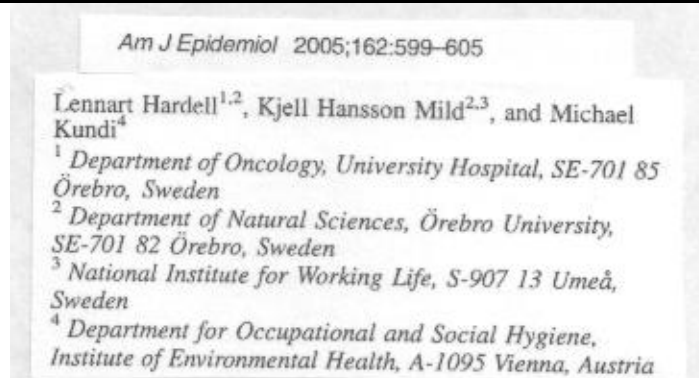 Am J Epidemiol 2005;162:599–605
Lennart Hardell1,2, Kjell Hansson Mild2,3, and Michael
Kundi4
1 Department of Oncology, University Hospital, SE-701 85
Örebro, Sweden
2 Department of Natural Sciences, Örebro University,
SE-701 82 Örebro, Sweden
3 National Institute for Working Life, S-907 13 Umeå,
Sweden
4 Department for Occupational and Social Hygiene,
Institute of Environmental Health, A-1095 Vienna, Austria